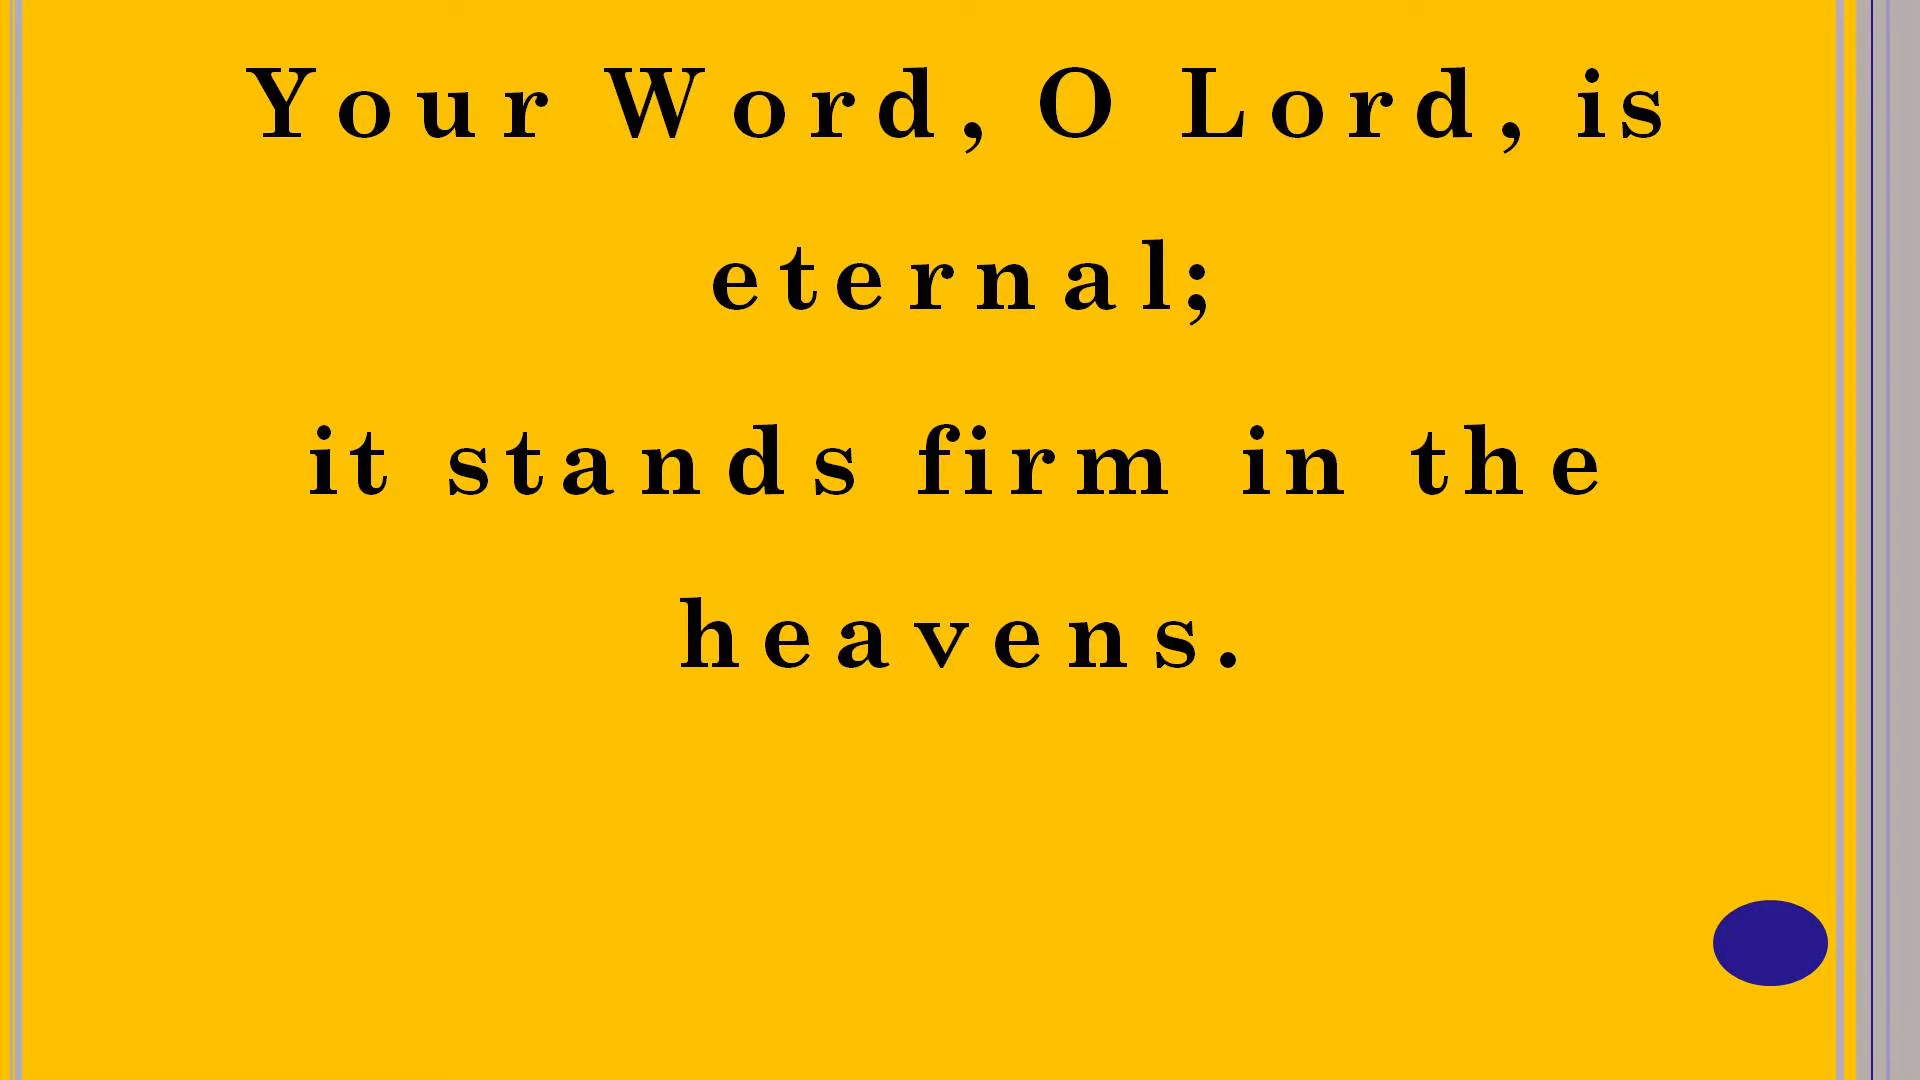 Your Word, O Lord, is
eternal;
it stands firm in the
heavens.